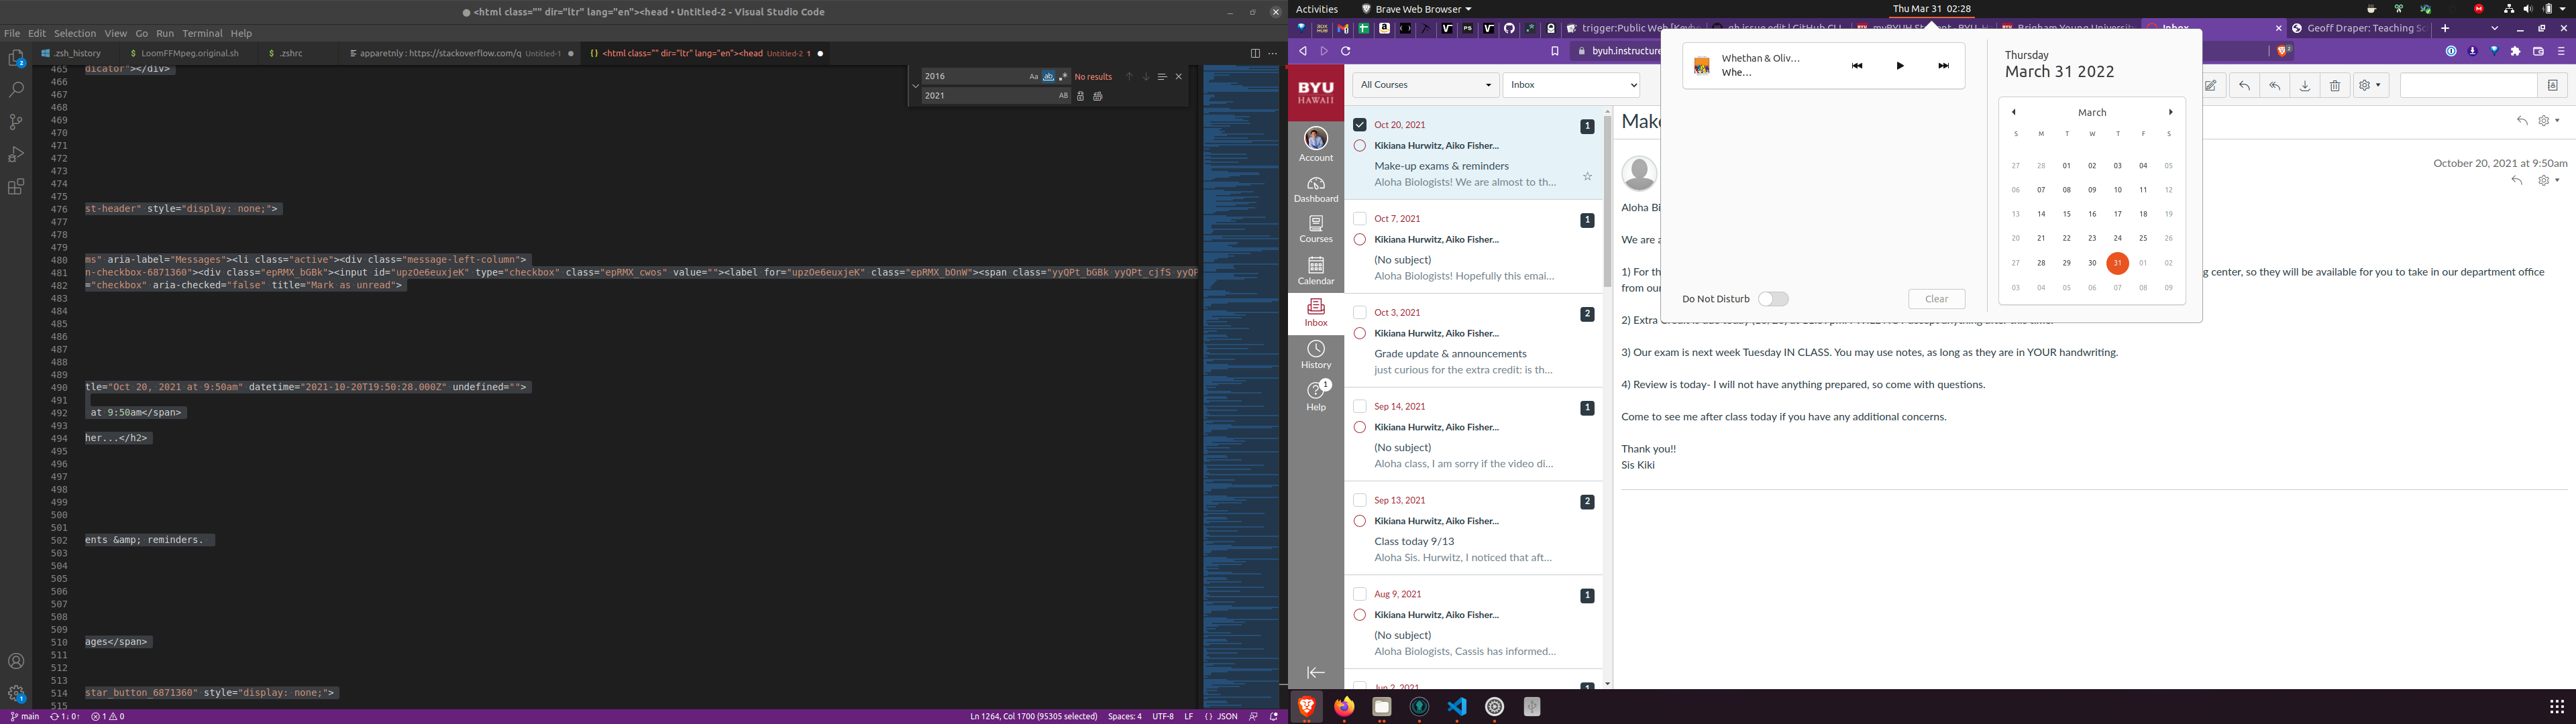 ● <html class="" dir="ltr" lang="en"><head • Untitled-2 - Visual Studio Code
File Edit Selection View Go Run Terminal Help
.zsh_history
$ LoomFFMpeg.original.sh
$ .zshrc
apparetnly : https://stackoverflow.com/q Untitled-1 ●
{} <html class="" dir="ltr" lang="en"><head Untitled-2 1 ●
2016
Aa ab, .* No results
2021
AB
465 dicator"></div>
466
467
468
469
470
471
472
473
474
475
476 st-header" style="display: none;">
477
478
479
480 ms" aria-label="Messages"><li class="active"><div class="message-left-column">
481 n-checkbox-6871360"><div class="epRMX_bGBk"><input id="upzOe6euxjeK" type="checkbox" class="epRMX_cwos" value=""><label for="upzOe6euxjeK" class="epRMX_bOnW"><span class="yyQPt_bGBk yyQPt_cjfS yyQP
482 ="checkbox" aria-checked="false" title="Mark as unread">
483
484
485
486
487
488
489
490 tle="Oct 20, 2021 at 9:50am" datetime="2021-10-20T19:50:28.000Z" undefined="">
491
492 at 9:50am</span>
493
494 her...</h2>
495
496
497
498
499
500
501
502 ents &amp; reminders.
503
504
505
506
507
508
509
510 ages</span>
511
512
513
514 star_button_6871360" style="display: none;">
515
main
1↓ 0↑
1
0
Ln 1264, Col 1700 (95305 selected)
Spaces: 4
UTF-8
LF
{} JSON
Activities
Brave Web Browser
Thu Mar 31 02:28
trigger:Public Web
gh issue edit | GitHub CLI
myBYUH Student
Brigham Young Universit
Inbox
Geoff Draper: Teaching Sc
byuh.instructure
BYU
HAWAII
Account
Dashboard
Courses
Calendar
Inbox
History
1
Help
All Courses
Inbox
Oct 20, 2021
1
Kikiana Hurwitz, Aiko Fisher...
Make-up exams & reminders
Aloha Biologists! We are almost to th...
Oct 7, 2021
1
Kikiana Hurwitz, Aiko Fisher...
(No subject)
Aloha Biologists! Hopefully this emai...
Oct 3, 2021
2
Kikiana Hurwitz, Aiko Fisher...
Grade update & announcements
just curious for the extra credit: is th...
Sep 14, 2021
1
Kikiana Hurwitz, Aiko Fisher...
(No subject)
Aloha class, I am sorry if the video di...
Sep 13, 2021
2
Kikiana Hurwitz, Aiko Fisher...
Class today 9/13
Aloha Sis. Hurwitz, I noticed that aft...
Aug 9, 2021
1
Kikiana Hurwitz, Aiko Fisher...
(No subject)
Aloha Biologists, Cassis has informed...
Jun 2, 2021
1
Whethan & Oliv...
Whe...
Do Not Disturb
Clear
Thursday
March 31 2022
March
S M T W T F S
27 28 01 02 03 04 05
06 07 08 09 10 11 12
13 14 15 16 17 18 19
20 21 22 23 24 25 26
27 28 29 30 31 01 02
03 04 05 06 07 08 09
Make
October 20, 2021 at 9:50am
Aloha Bi
We are a
1) For th
g center, so they will be available for you to take in our department office
from our
2) Extra
3) Our exam is next week Tuesday IN CLASS. You may use notes, as long as they are in YOUR handwriting.
4) Review is today- I will not have anything prepared, so come with questions.
Come to see me after class today if you have any additional concerns.
Thank you!!
Sis Kiki